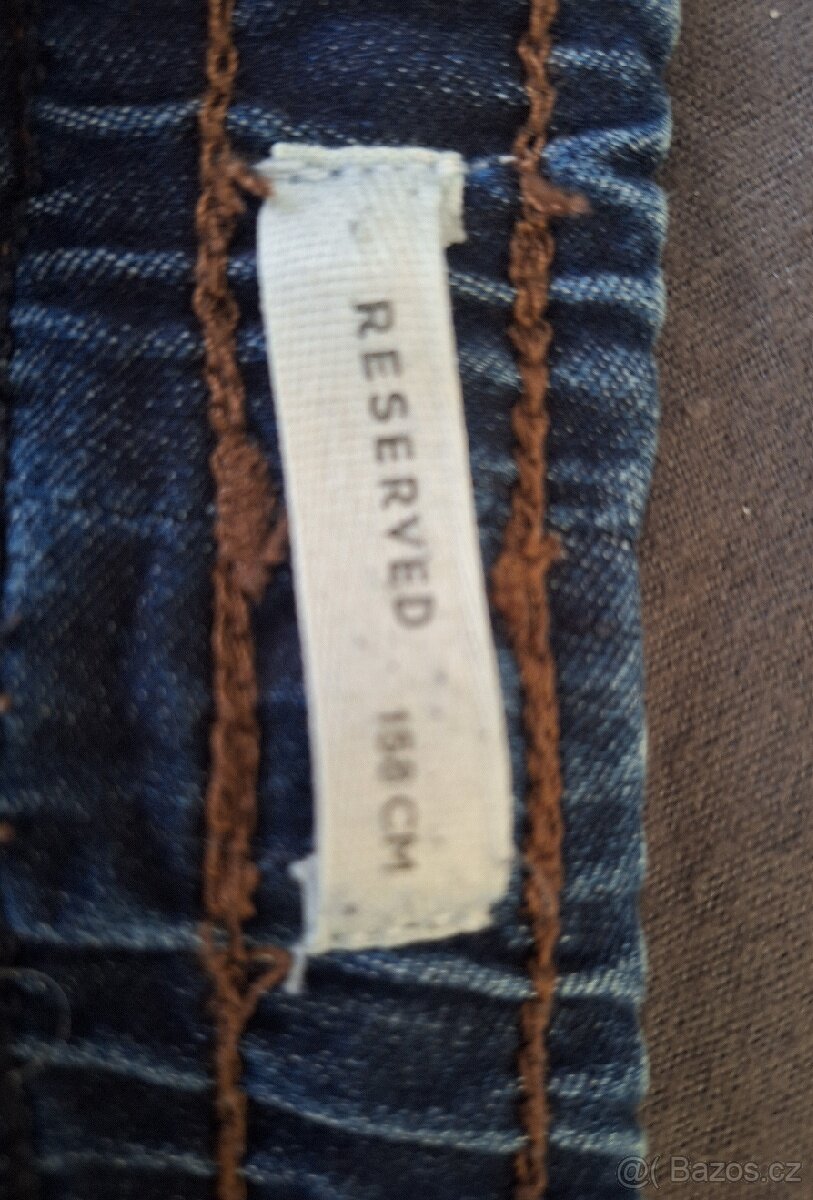 RESERVED 158 CM
@( Bazos.cz